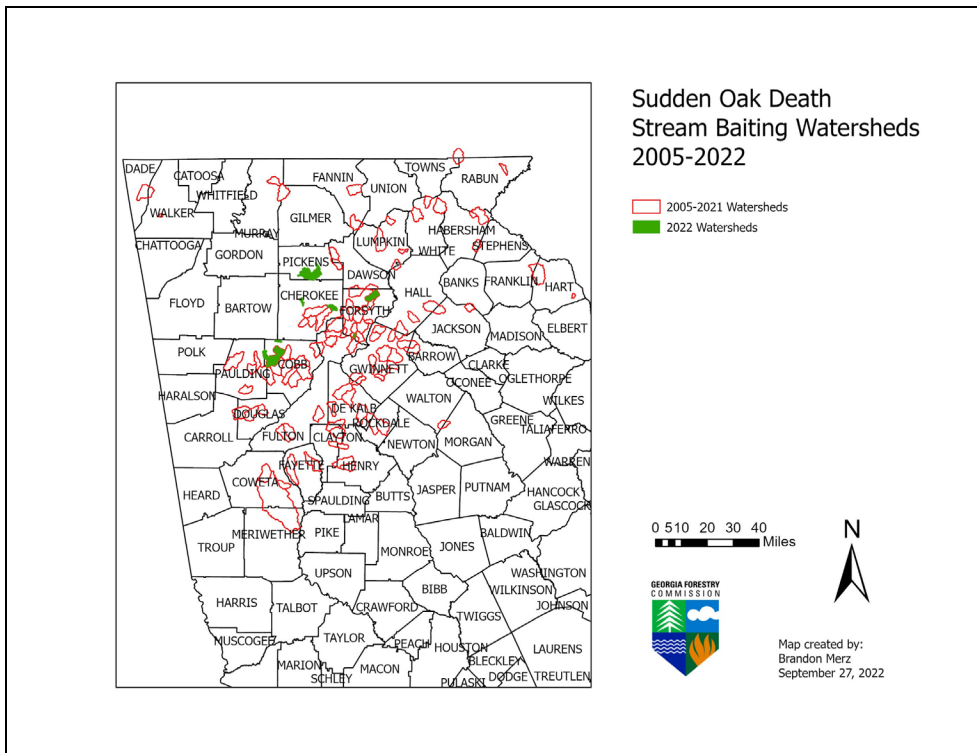 Sudden Oak Death
Stream Baiting Watersheds
2005-2022
2005-2021 Watersheds
2022 Watersheds
DADE
CATOOSA
WHITFIELD
WALKER
CHATTOOGA
MURRAY
FANNIN
GILMER
UNION
TOWNS
RABUN
LUMPKIN
WHITE
HABERSHAM
STEPHENS
GORDON
PICKENS
DAWSON
FLOYD
BARTOW
CHEROKEE
FORSYTH
HALL
BANKS
FRANKLIN
HART
JACKSON
MADISON
ELBERT
POLK
PAULDING
COBB
GWINNETT
BARROW
CLARKE
OCONEE
OGLETHORPE
HARALSON
WALTON
WILKES
DOUGLAS
DE KALB
ROCKDALE
GREENE
TALIAFERRO
CARROLL
FULTON
CLAYTON
NEWTON
MORGAN
WARREN
FAYETTE
HENRY
HEARD
COWETA
SPAULDING
BUTTS
JASPER
PUTNAM
HANCOCK
GLASCOCK
TROUP
MERIWETHER
PIKE
LAMAR
MONROE
JONES
BALDWIN
UPSON
WASHINGTON
HARRIS
TALBOT
CRAWFORD
BIBB
WILKINSON
JOHNSON
TWIGGS
MUSCOGEE
TAYLOR
PEACH
HOUSTON
LAURENS
MARION
SCHLEY
MACON
BLECKLEY
PULASKI
DODGE
TREUTLEN
0 5 10 20 30 40
Miles
N
GEORGIA FORESTRY
COMMISSION
Map created by:
Brandon Merz
September 27, 2022